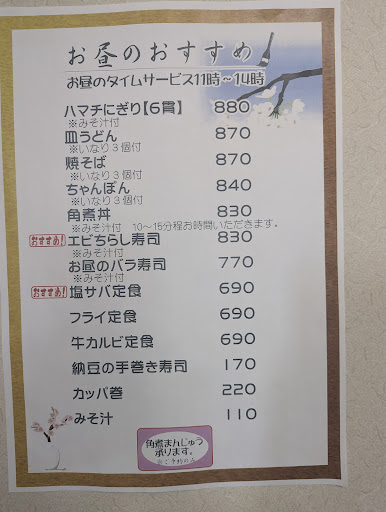 お昼のおすすめ
お昼のタイムサービス11時～14時
ハマチにぎり【6貫】 880
※みそ汁付
皿うどん 870
※いなり3個付
焼そば 870
※いなり3個付
ちゃんぽん 840
※いなり3個付
角煮丼 830
※みそ汁付 10～15分程お時間いただきます。
おすすめ! エビちらし寿司 830
※みそ汁付
お昼のバラ寿司 770
※みそ汁付
おすすめ! 塩サバ定食 690
フライ定食 690
牛カルビ定食 690
納豆の手巻き寿司 170
カッパ巻 220
みそ汁 110
角煮まんじゅう
承ります。